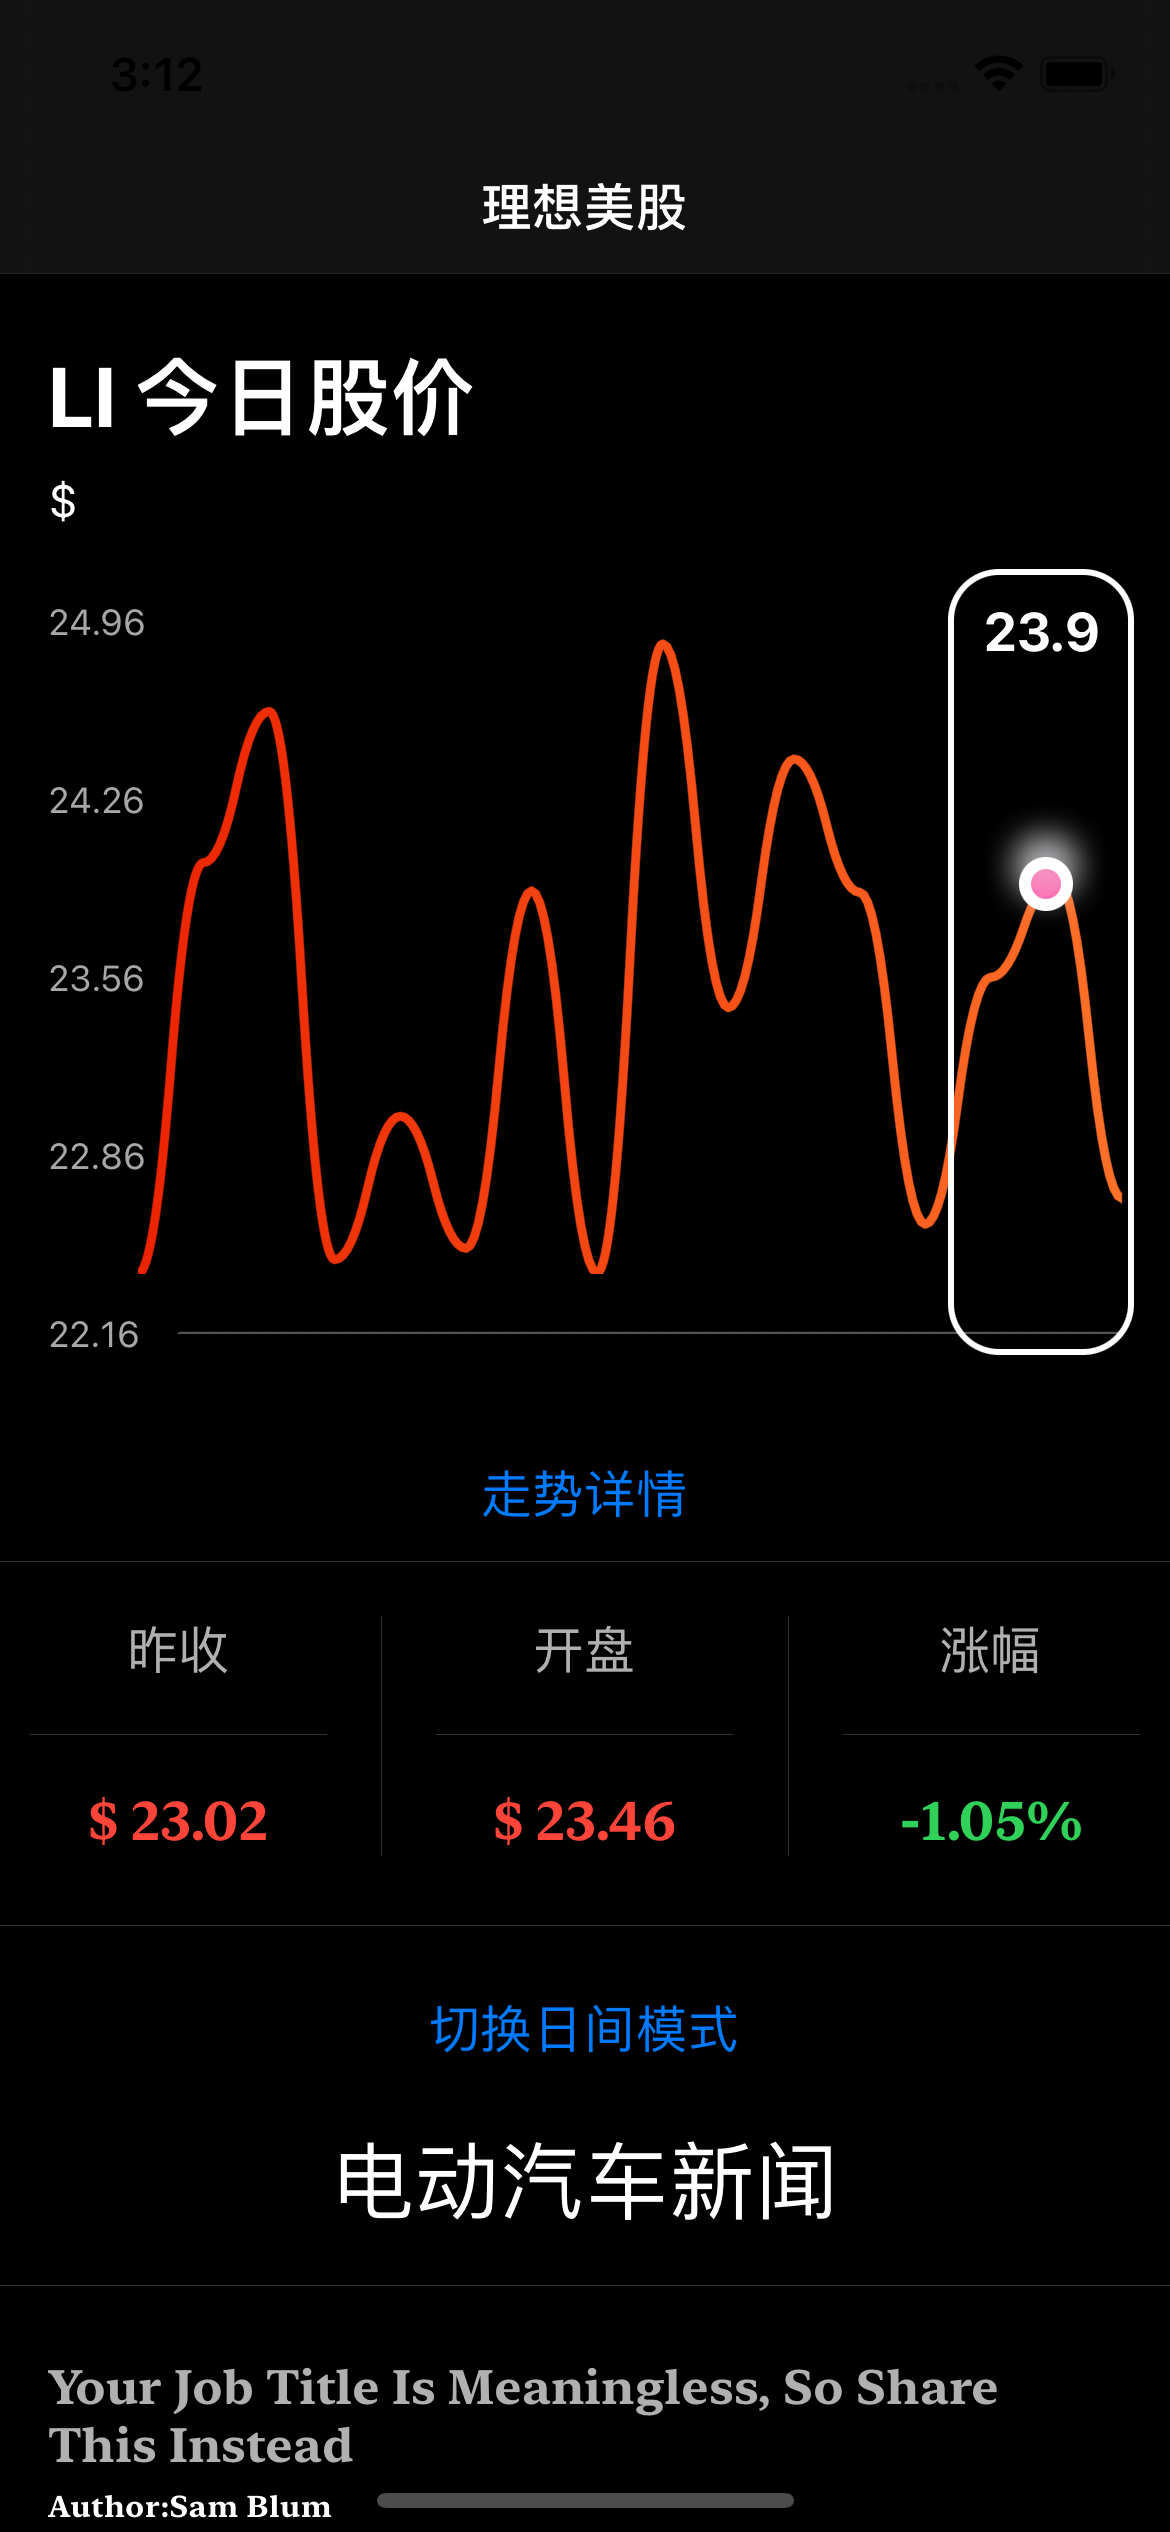 3:12
理想美股
LI 今日股价
$
24.96
23.9
24.26
23.56
22.86
22.16
走势详情
昨收 开盘 涨幅
$ 23.02 $ 23.46 -1.05%
切换日间模式
电动汽车新闻
Your Job Title Is Meaningless, So Share
This Instead
Author:Sam Blum